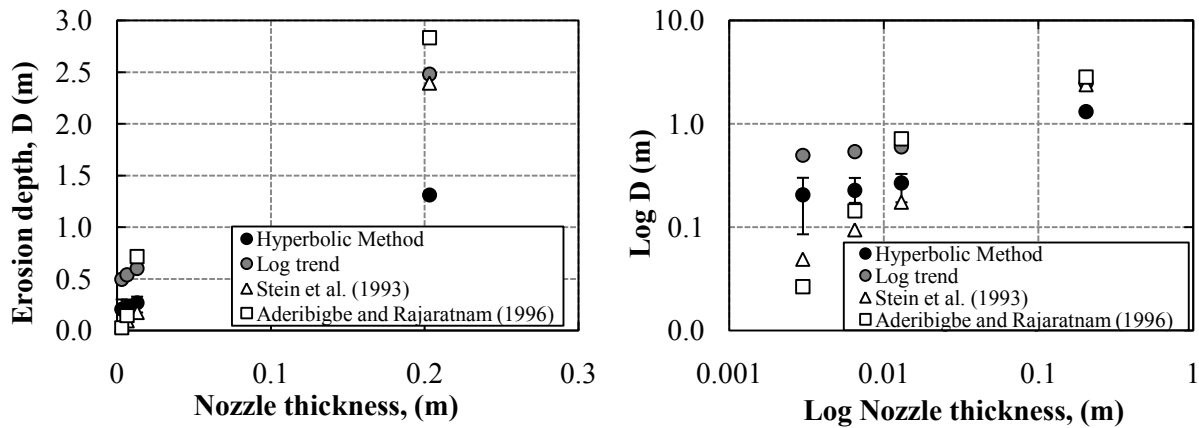 3.0
2.5
2.0
1.5
1.0
0.5
0.0
Erosion depth, D (m)
Hyperbolic Method
Log trend
Stein et al. (1993)
Aderibigbe and Rajaratnam (1996)
0 0.1 0.2 0.3
Nozzle thickness, (m)
10.0
1.0
0.1
0.0
Log D (m)
Hyperbolic Method
Log trend
Stein et al. (1993)
Aderibigbe and Rajaratnam (1996)
0.001 0.01 0.1 1
Log Nozzle thickness, (m)